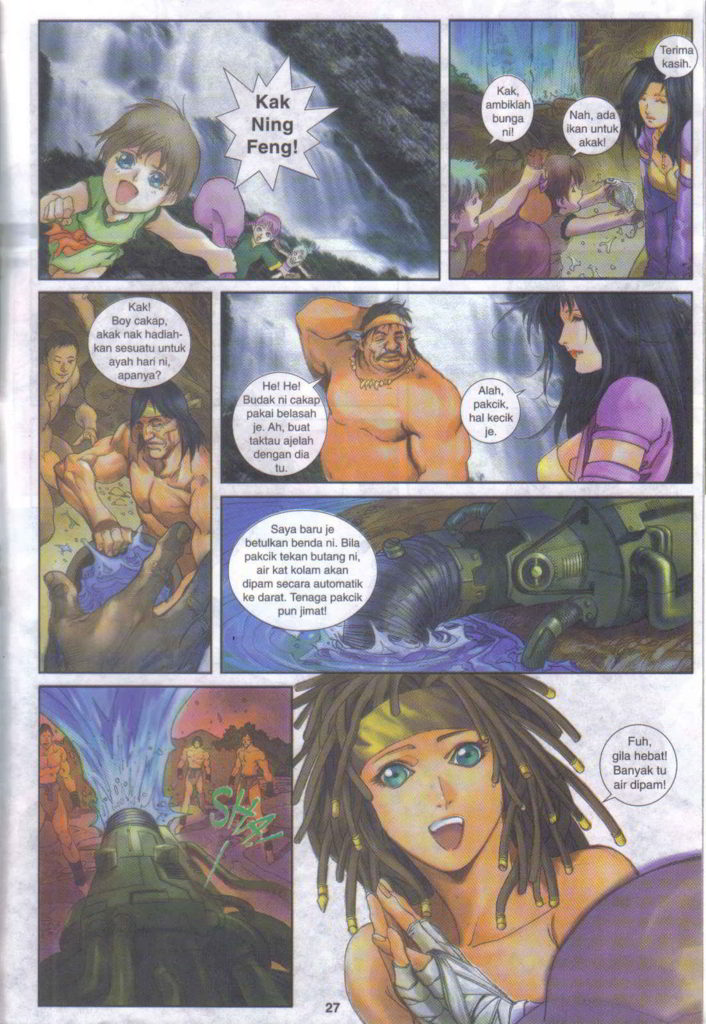 Kak
Ning
Feng!
Kak,
ambiklah
bunga
ni!
Nah, ada
ikan untuk
akak!
Terima
kasih.
Kak!
Boy cakap,
akak nak hadiah-
kan sesuatu untuk
ayah hari ni,
apanya?
He! He!
Budak ni cakap
pakai belasah
je. Ah, buat
taktau ajelah
dengan dia
tu.
Alah,
pakcik,
hal kecik
je.
Saya baru je
betulkan benda ni. Bila
pakcik tekan butang ni,
air kat kolam akan
dipam secara automatik
ke darat. Tenaga pakcik
pun jimat!
SHAA
Fuh,
gila hebat!
Banyak tu
air dipam!
27